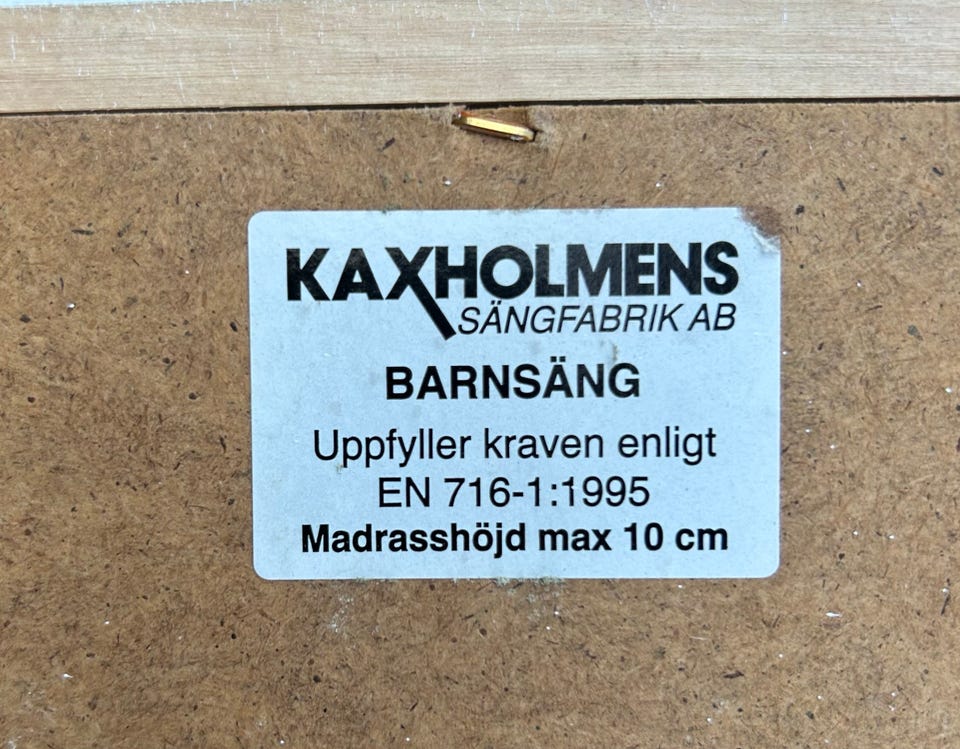 KAXHOLMENS
SÄNGFABRIK AB
BARNSÄNG
Uppfyller kraven enligt
EN 716-1:1995
Madrasshöjd max 10 cm